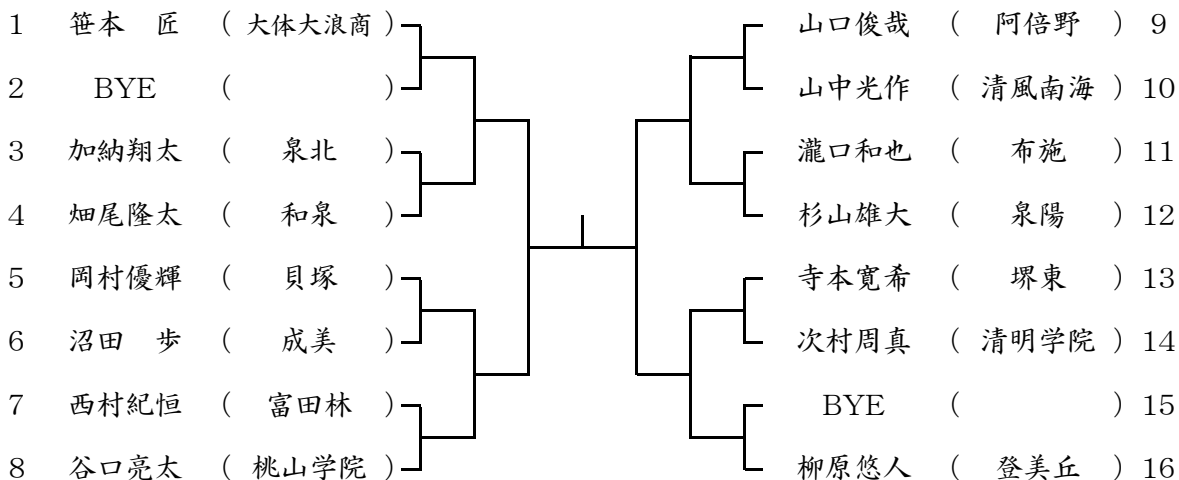 1 笹本 匠 ( 大体大浪商 ) 山口俊哉 ( 阿倍野 ) 9
2 BYE ( ) 山中光作 ( 清風南海 ) 10
3 加納翔太 ( 泉北 ) 瀧口和也 ( 布施 ) 11
4 畑尾隆太 ( 和泉 ) 杉山雄大 ( 泉陽 ) 12
5 岡村優輝 ( 貝塚 ) 寺本寛希 ( 堺東 ) 13
6 沼田 歩 ( 成美 ) 次村周真 ( 清明学院 ) 14
7 西村紀恒 ( 富田林 ) BYE ( ) 15
8 谷口亮太 ( 桃山学院 ) 柳原悠人 ( 登美丘 ) 16